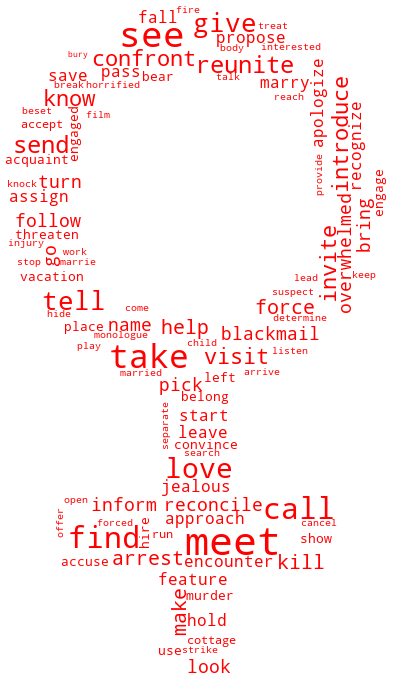 fire
fall
give
treat
see
propose
body
interested
bury
confront
reunite
pass
bear
talk
save
marry
break
horrified
know
reach
apologize
introduce
beset
film
accept
engaged
recognize
send
acquaint
provide
engage
knock
turn
assign
overwhelmed
bring
follow
threaten
invite
injury
go
work
stop
marrie
vacation
lead
keep
suspect
tell
come
force
hide
determine
place
name
help
blackmail
monologue
child
play
take
visit
listen
married
left
arrive
pick
belong
separate
start
leave
convince
search
love
jealous
open
inform
reconcile
call
offer
forced
approach
cancel
find
hire
run
meet
show
accuse
arrest
encounter
kill
feature
make
murder
hold
cottage
use
strike
look